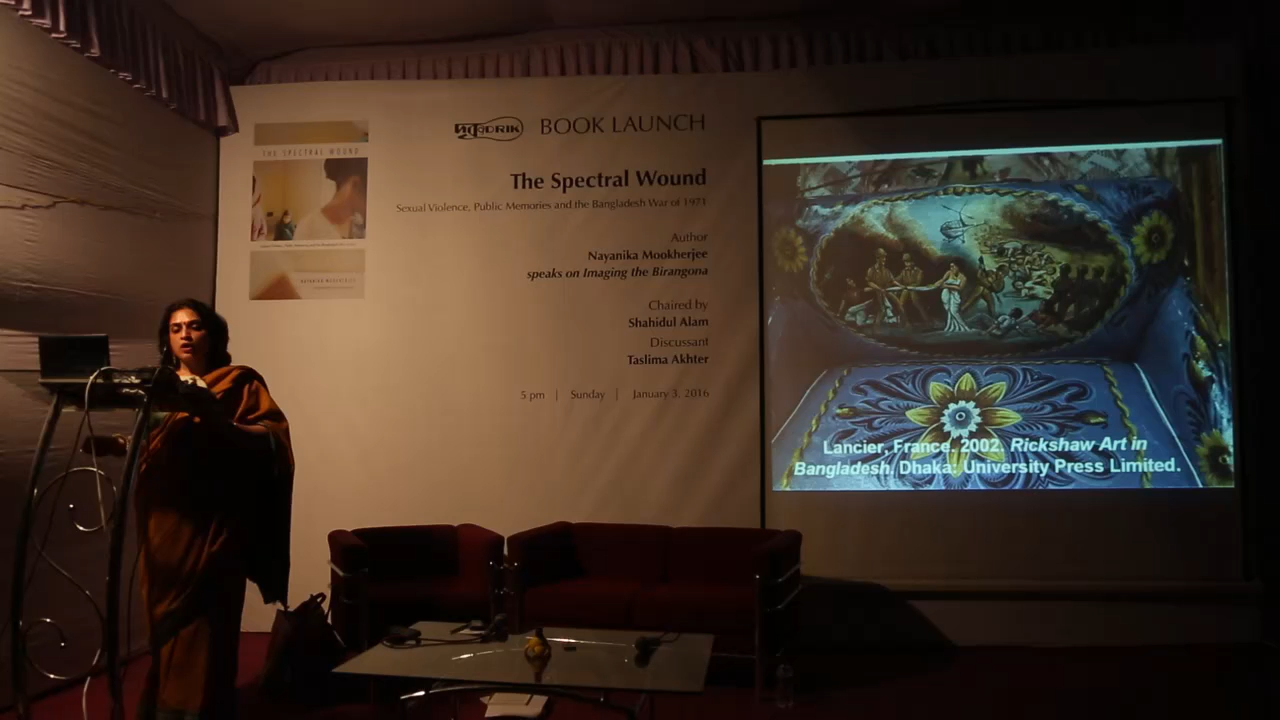 THE SPECTRAL WOUND
দৃক DRIK BOOK LAUNCH
The Spectral Wound
Sexual Violence, Public Memories and the Bangladesh War of 1971
Author
Nayanika Mookherjee
speaks on Imaging the Birangona
Chaired by
Shahidul Alam
Discussant
Taslima Akhter
5 pm | Sunday | January 3, 2016
Lancier, France. 2002. Rickshaw Art in
Bangladesh. Dhaka: University Press Limited.